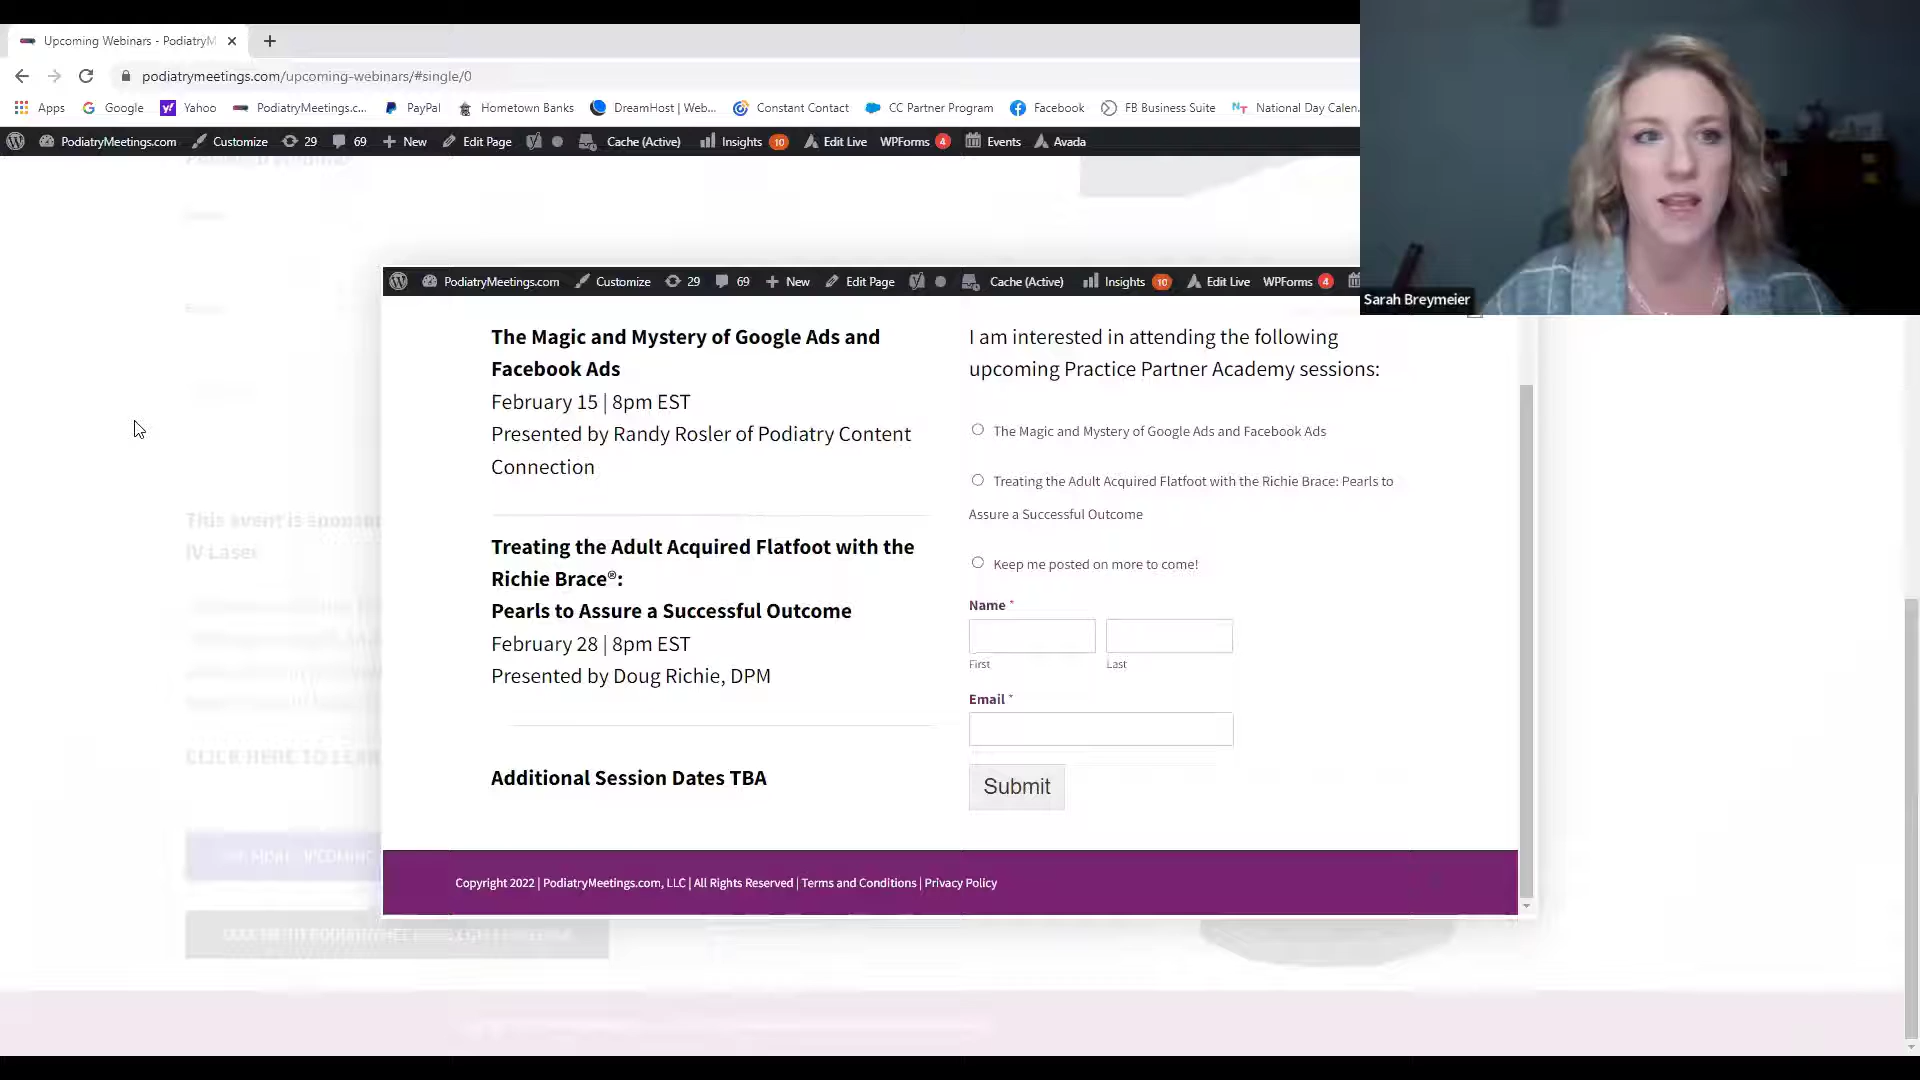 Upcoming Webinars - PodiatryM
podiatrymeetings.com/upcoming-webinars/#single/0
Apps Google Yahoo PodiatryMeetings.c... PayPal Hometown Banks DreamHost | Web... Constant Contact CC Partner Program Facebook FB Business Suite National Day Calen.
PodiatryMeetings.com Customize 29 69 New Edit Page Cache (Active) Insights 10 Edit Live WPForms 4 Events Avada
Sarah Breymeier
PodiatryMeetings.com Customize 29 69 New Edit Page Cache (Active) Insights 10 Edit Live WPForms 4
The Magic and Mystery of Google Ads and
Facebook Ads
February 15 | 8pm EST
Presented by Randy Rosler of Podiatry Content
Connection
Treating the Adult Acquired Flatfoot with the
Richie Brace®:
Pearls to Assure a Successful Outcome
February 28 | 8pm EST
Presented by Doug Richie, DPM
Additional Session Dates TBA
I am interested in attending the following
upcoming Practice Partner Academy sessions:
The Magic and Mystery of Google Ads and Facebook Ads
Treating the Adult Acquired Flatfoot with the Richie Brace: Pearls to
Assure a Successful Outcome
Keep me posted on more to come!
Name *
First Last
Email *
Submit
Copyright 2022 | PodiatryMeetings.com, LLC | All Rights Reserved | Terms and Conditions | Privacy Policy
This event is
IV Laser